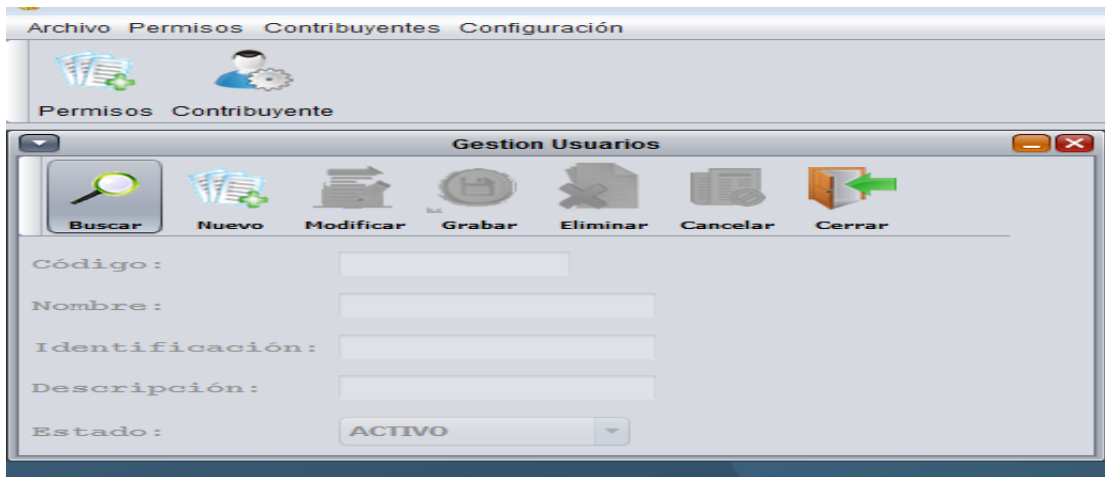 Archivo Permisos Contribuyentes Configuración
Permisos Contribuyente
Gestion Usuarios
Buscar Nuevo Modificar Grabar Eliminar Cancelar Cerrar
Código:
Nombre:
Identificación:
Descripción:
Estado: ACTIVO